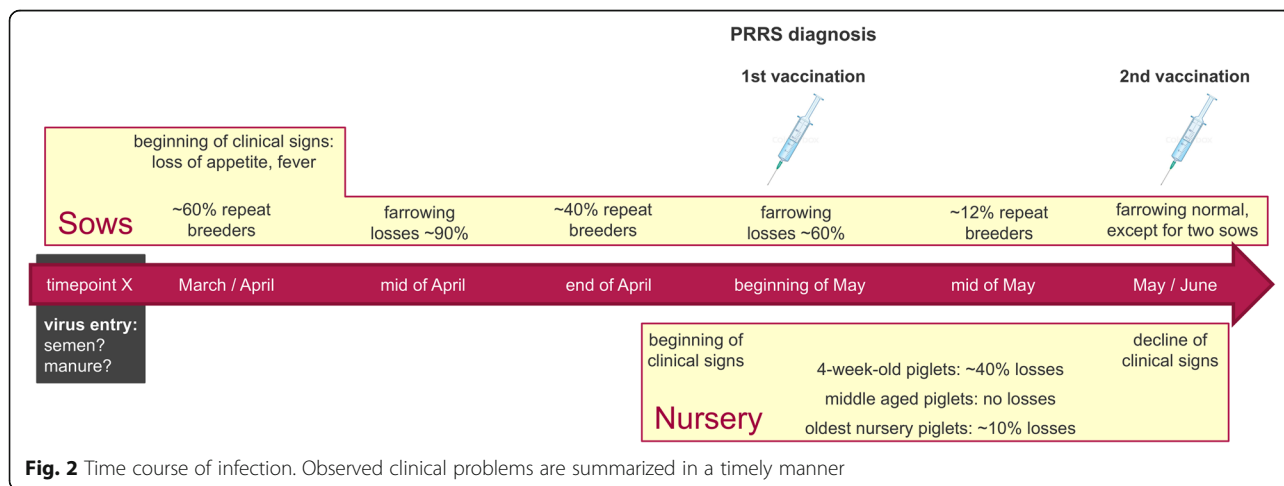 PRRS diagnosis
1st vaccination
2nd vaccination
beginning of clinical signs:
loss of appetite, fever
Sows
~60% repeat
breeders
farrowing
losses ~90%
~40% repeat
breeders
farrowing
losses ~60%
~12% repeat
breeders
farrowing normal,
except for two sows
timepoint X
March / April
mid of April
end of April
beginning of May
mid of May
May / June
virus entry:
semen?
manure?
beginning of
clinical signs
decline of
clinical signs
4-week-old piglets: ~40% losses
middle aged piglets: no losses
oldest nursery piglets: ~10% losses
Nursery
Fig. 2 Time course of infection. Observed clinical problems are summarized in a timely manner